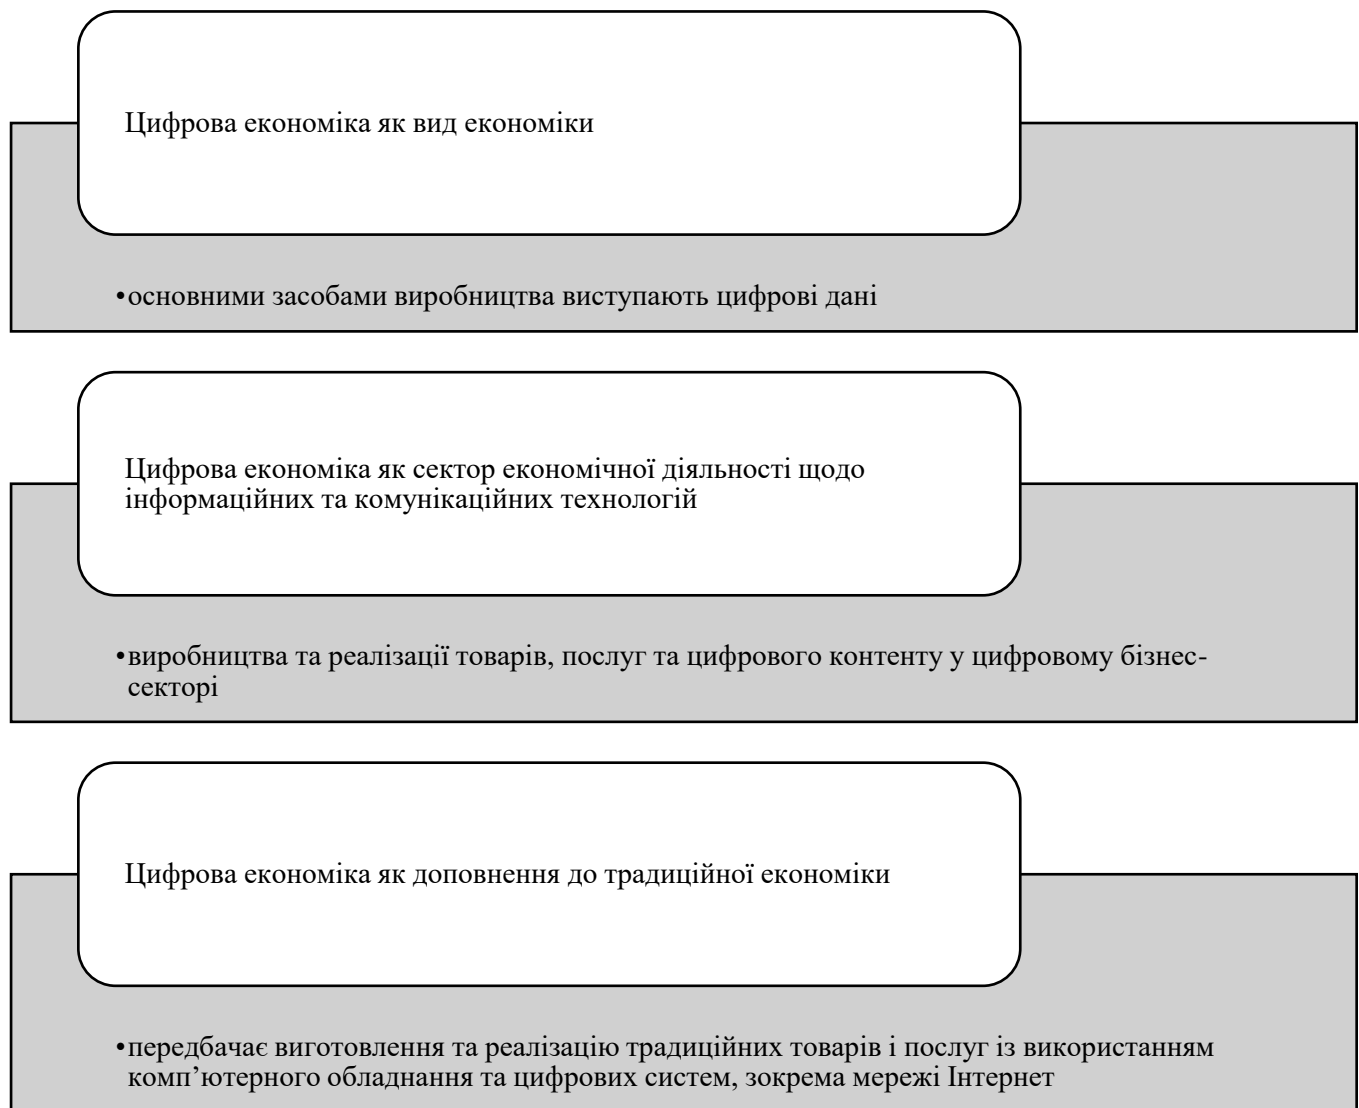 Цифрова економіка як вид економіки
•основними засобами виробництва виступають цифрові дані
Цифрова економіка як сектор економічної діяльності щодо
інформаційних та комунікаційних технологій
•виробництва та реалізації товарів, послуг та цифрового контенту у цифровому бізнес-
секторі
Цифрова економіка як доповнення до традиційної економіки
•передбачає виготовлення та реалізацію традиційних товарів і послуг із використанням
комп’ютерного обладнання та цифрових систем, зокрема мережі Інтернет